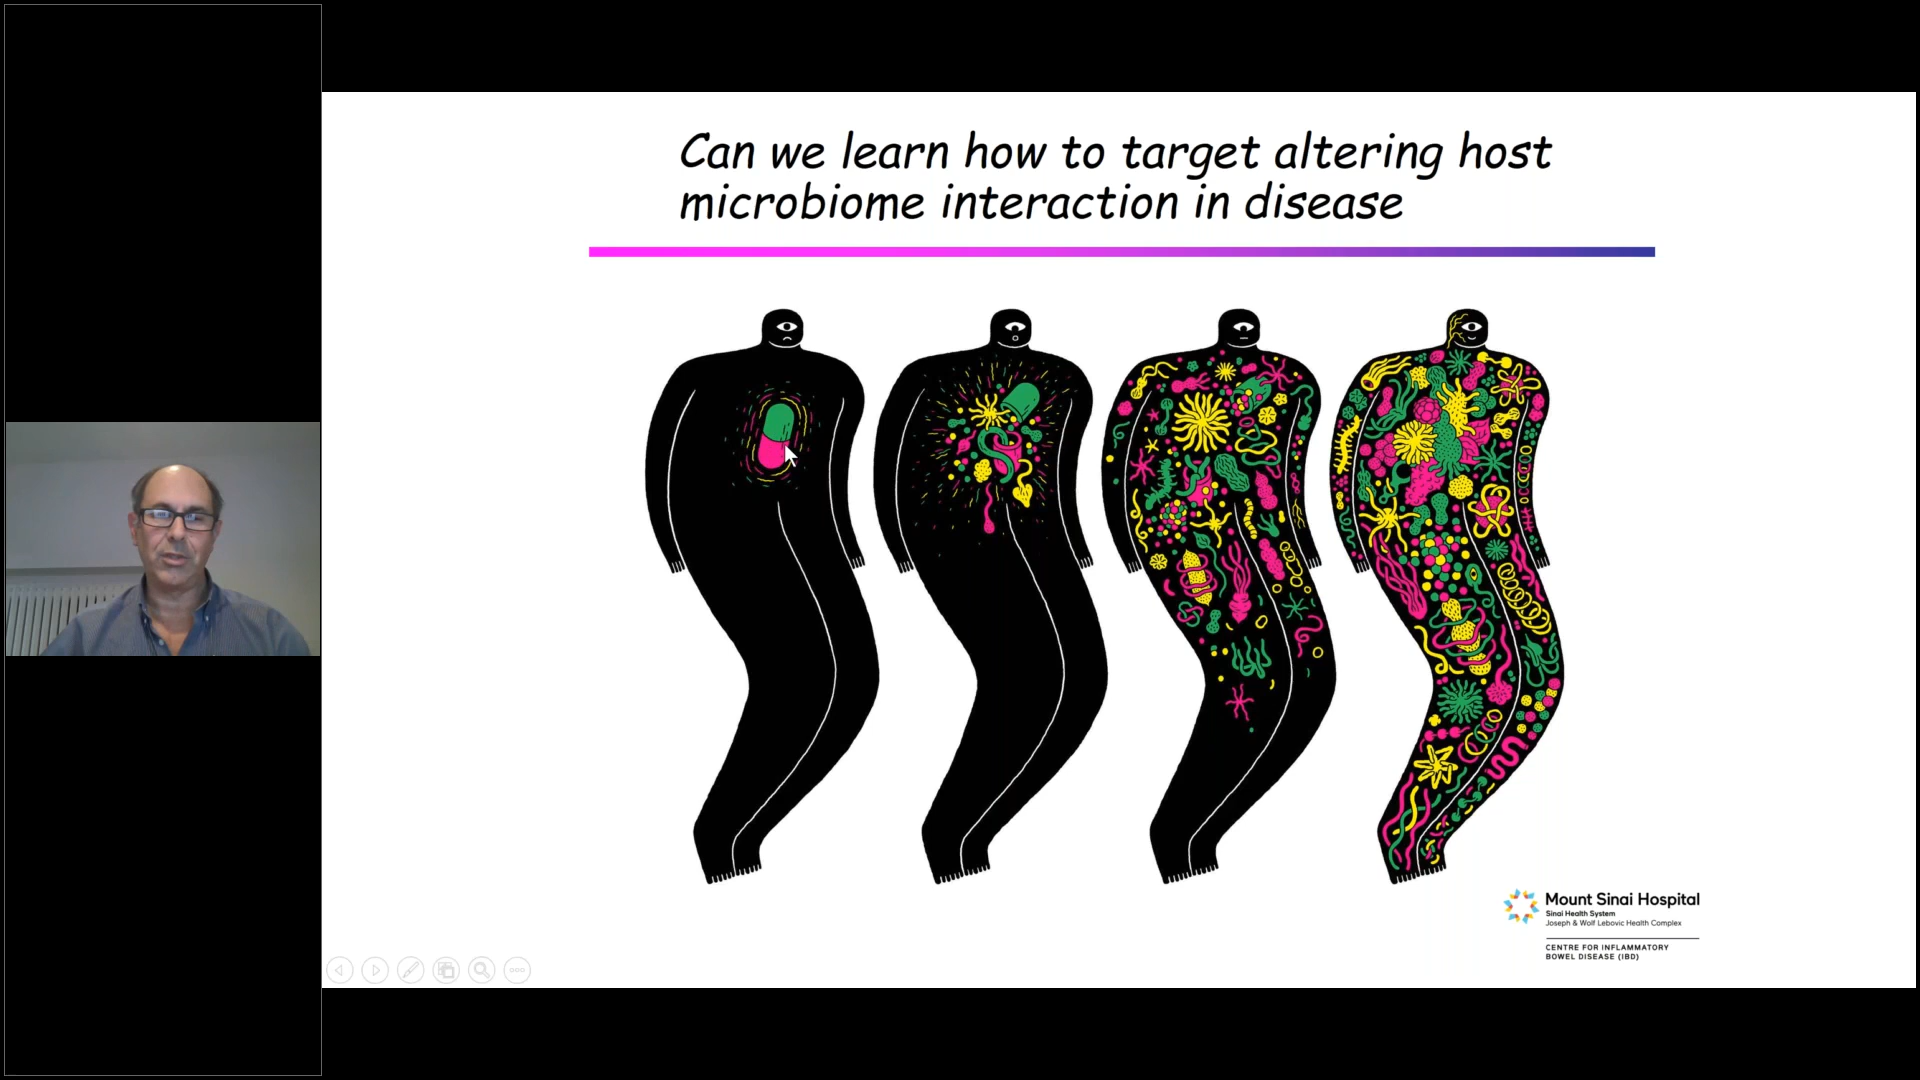 Can we learn how to target altering host
microbiome interaction in disease
Mount Sinai Hospital
Sinai Health System
Joseph & Wolf Lebovic Health Complex
CENTRE FOR INFLAMMATORY
BOWEL DISEASE (IBD)